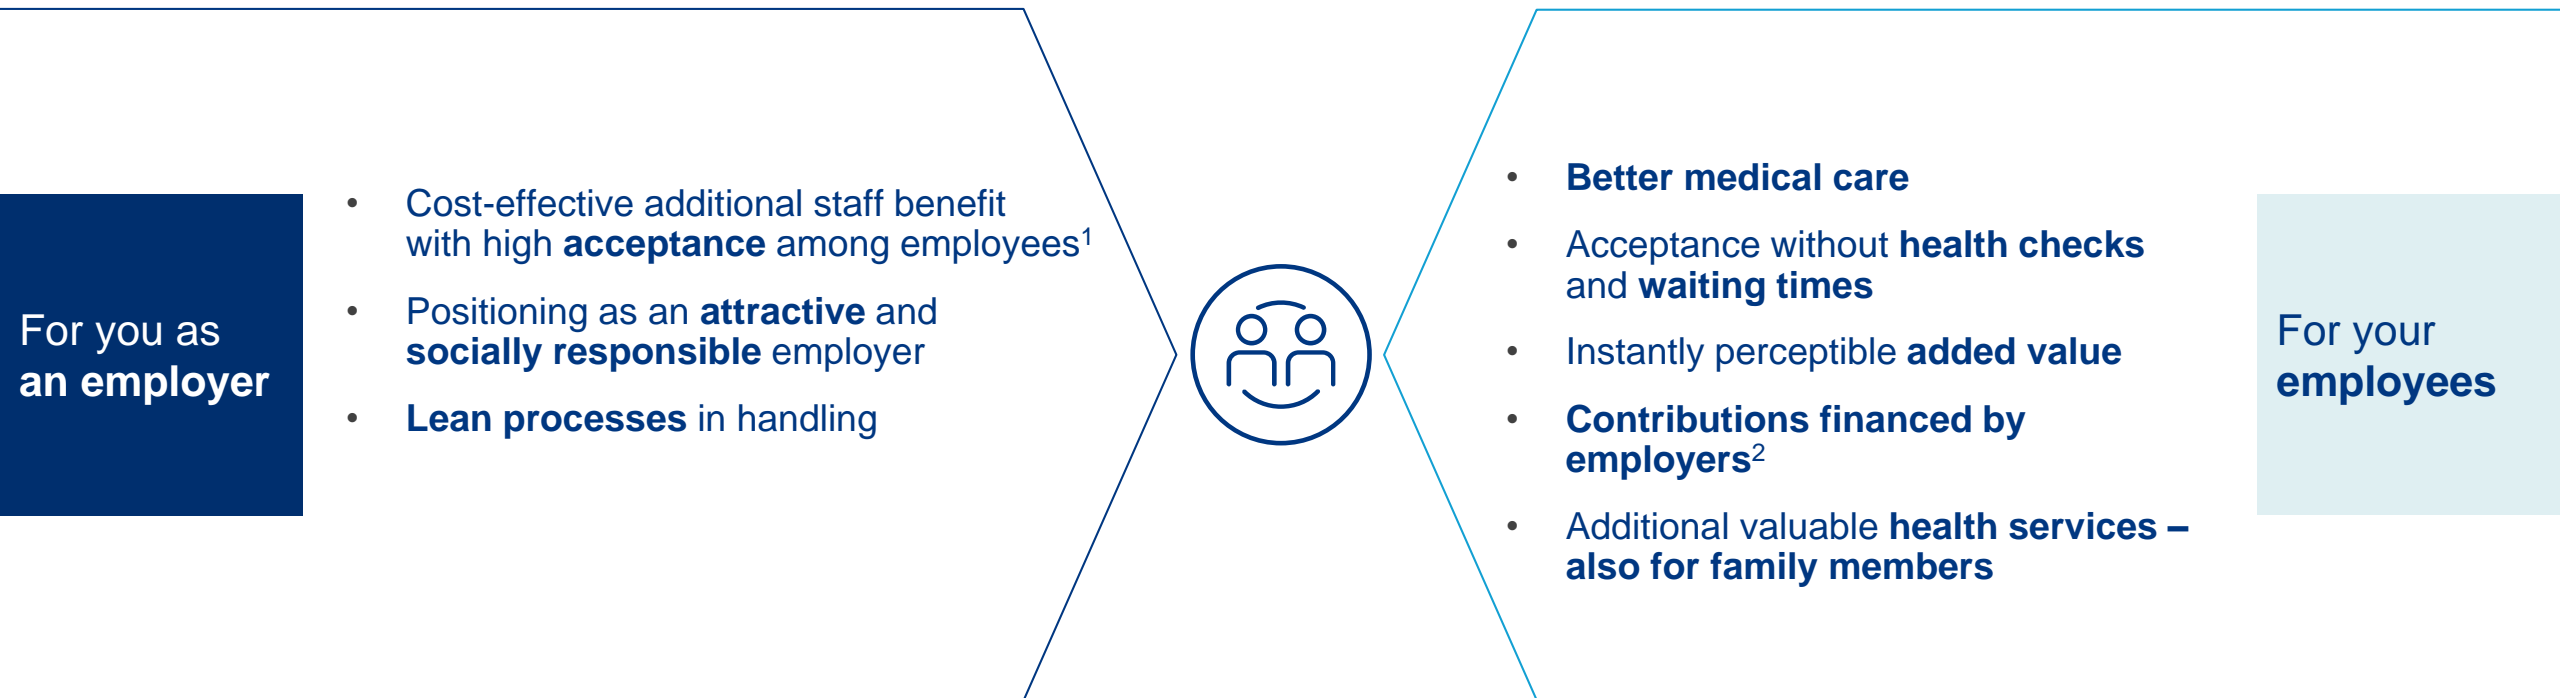 For you as
an employer
• Cost-effective additional staff benefit
with high acceptance among employees¹
• Positioning as an attractive and
socially responsible employer
• Lean processes in handling
• Better medical care
• Acceptance without health checks
and waiting times
• Instantly perceptible added value
• Contributions financed by
employers²
• Additional valuable health services –
also for family members
For your
employees